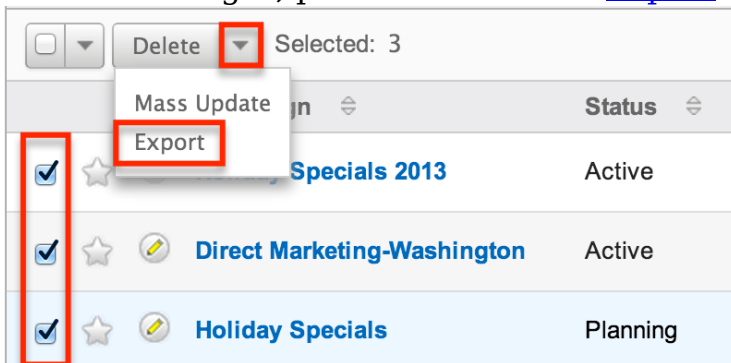 Delete Selected: 3
Mass Update
Export
Status
Specials 2013 Active
Direct Marketing-Washington Active
Holiday Specials Planning